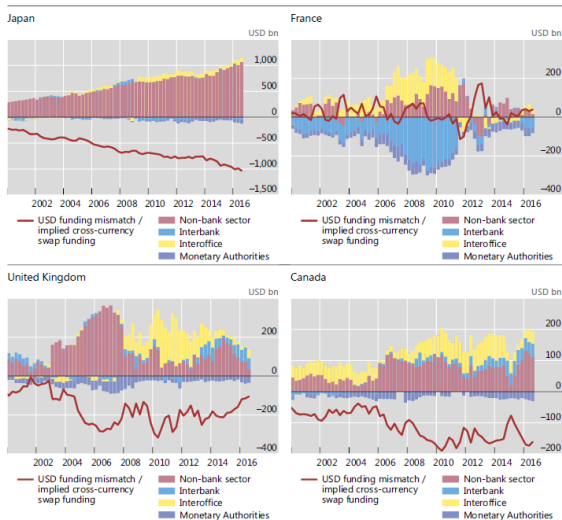 Japan
USD bn
1,000
500
0
–500
–1,000
–1,500
2002 2004 2006 2008 2010 2012 2014 2016
USD funding mismatch /
implied cross-currency
swap funding
Non-bank sector
Interbank
Interoffice
Monetary Authorities
France
USD bn
200
0
–200
–400
2002 2004 2006 2008 2010 2012 2014 2016
USD funding mismatch /
implied cross-currency
swap funding
Non-bank sector
Interbank
Interoffice
Monetary Authorities
United Kingdom
USD bn
200
0
–200
–400
2002 2004 2006 2008 2010 2012 2014 2016
USD funding mismatch /
implied cross-currency
swap funding
Non-bank sector
Interbank
Interoffice
Monetary Authorities
Canada
USD bn
200
100
0
–100
–200
2002 2004 2006 2008 2010 2012 2014 2016
USD funding mismatch /
implied cross-currency
swap funding
Non-bank sector
Interbank
Interoffice
Monetary Authorities